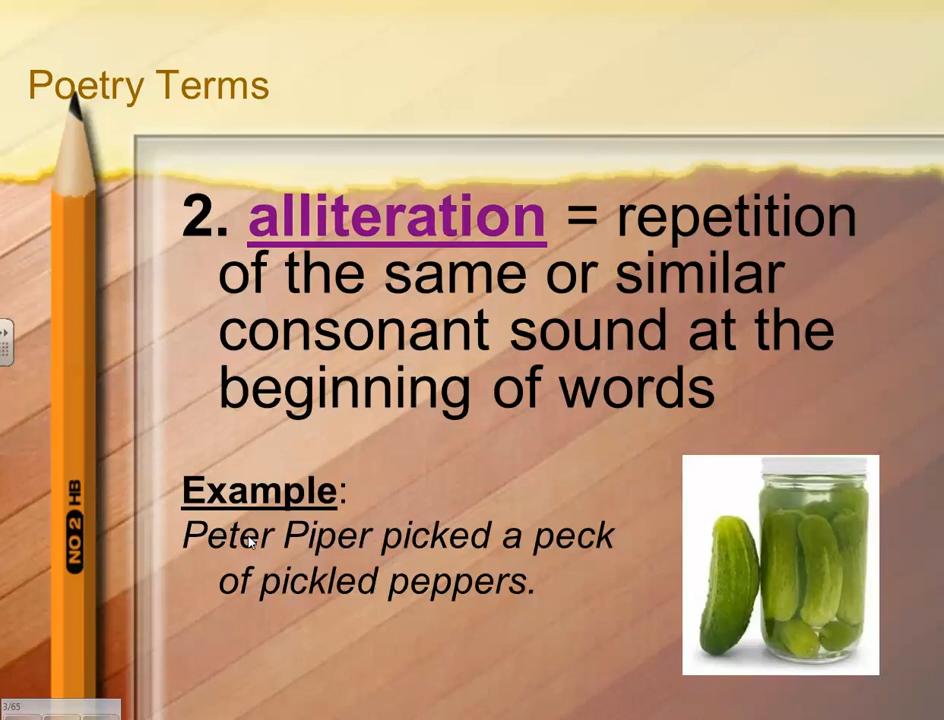 Poetry Terms
2. alliteration = repetition
of the same or similar
consonant sound at the
beginning of words
Example:
Peter Piper picked a peck
of pickled peppers.
NO 2 HB
3/65